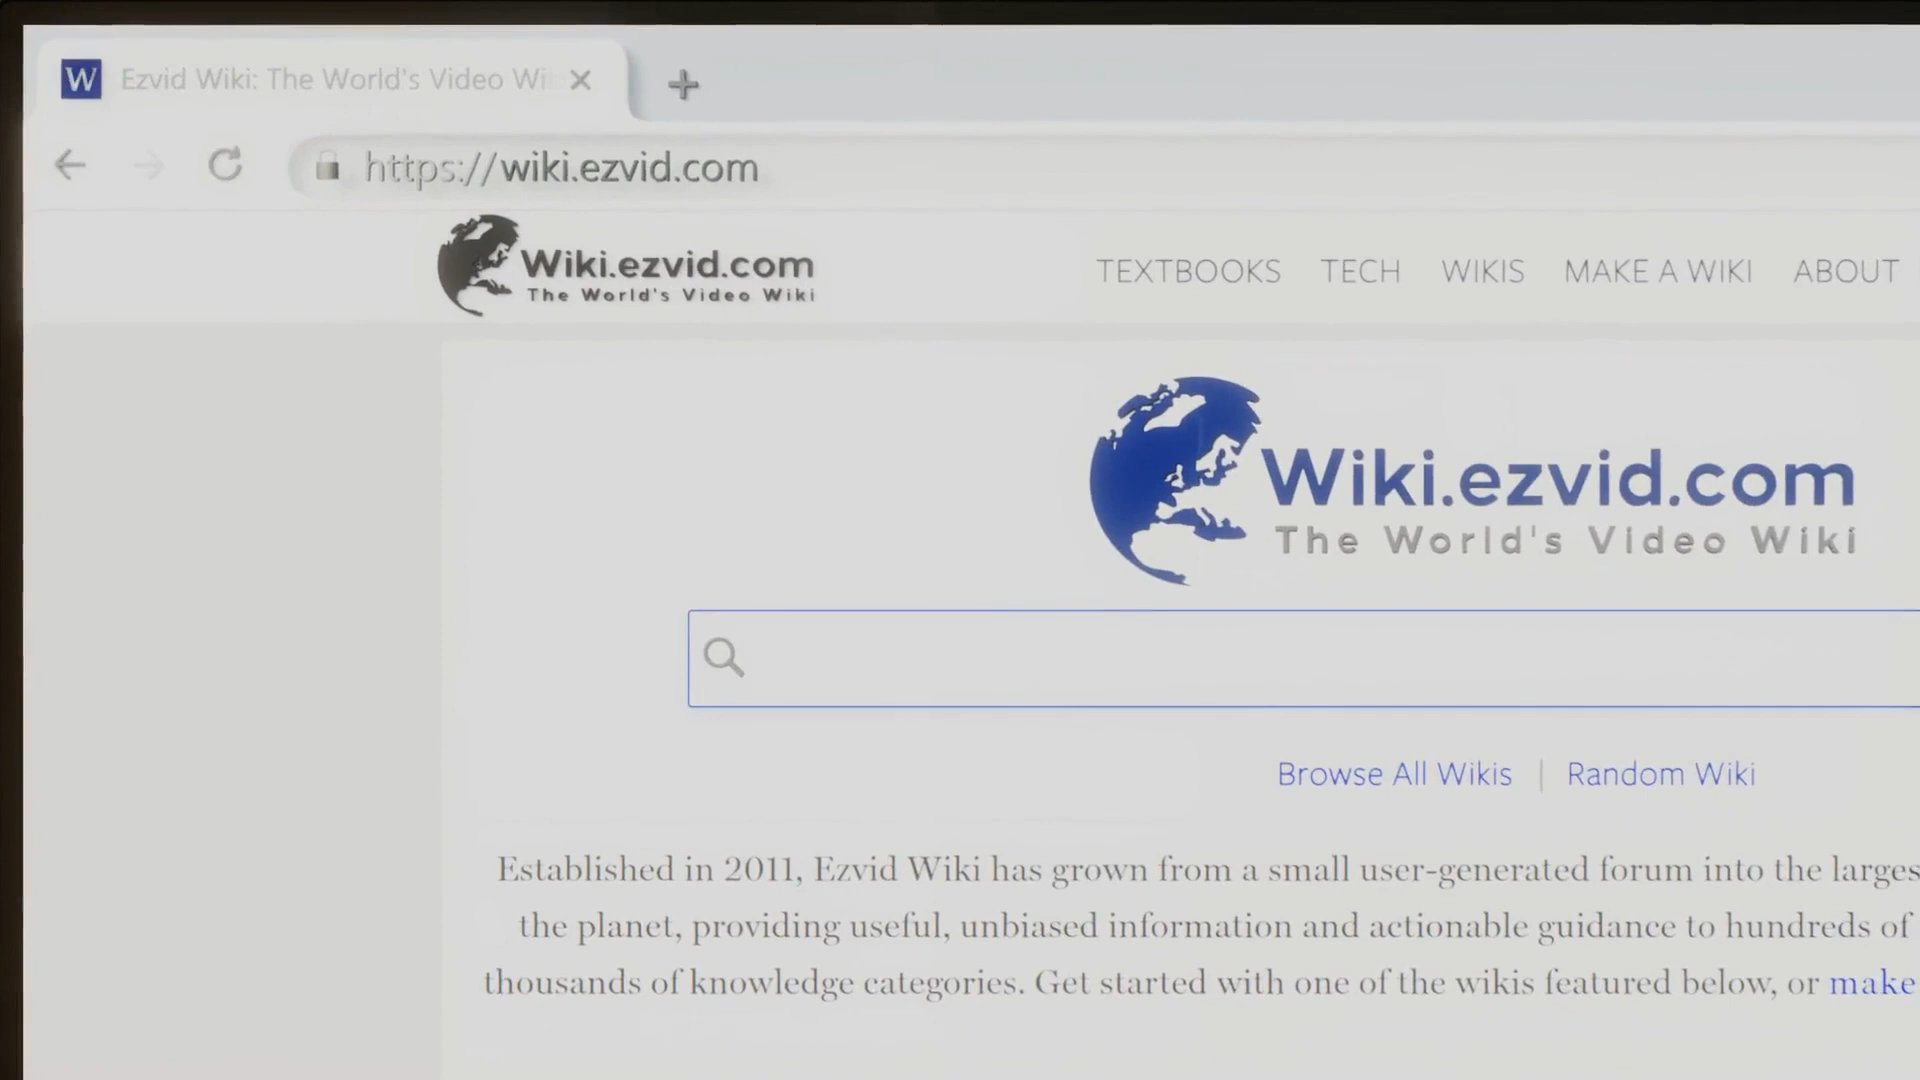 W Ezvid Wiki: The World's Video Wi
https://wiki.ezvid.com
Wiki.ezvid.com
The World's Video Wiki
TEXTBOOKS TECH WIKIS MAKE A WIKI ABOUT
Wiki.ezvid.com
The World's Video Wiki
Browse All Wikis | Random Wiki
Established in 2011, Ezvid Wiki has grown from a small user-generated forum into the larges
the planet, providing useful, unbiased information and actionable guidance to hundreds of
thousands of knowledge categories. Get started with one of the wikis featured below, or make